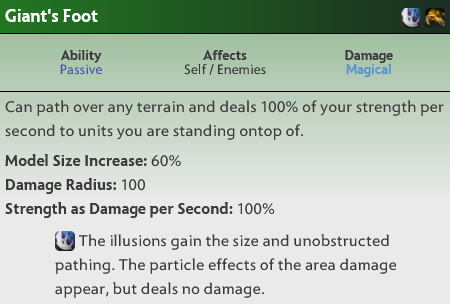 Giant's Foot
Ability Affects Damage
Passive Self / Enemies Magical
Can path over any terrain and deals 100% of your strength per
second to units you are standing ontop of.
Model Size Increase: 60%
Damage Radius: 100
Strength as Damage per Second: 100%
The illusions gain the size and unobstructed
pathing. The particle effects of the area damage
appear, but deals no damage.